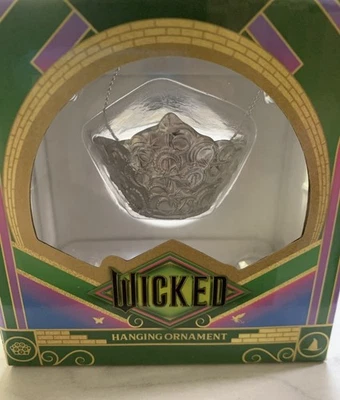 WICKED
HANGING ORNAMENT